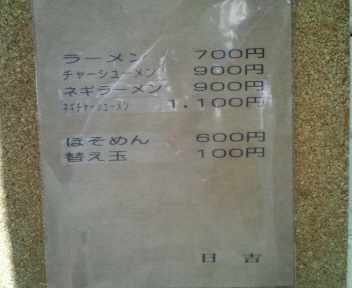 ラーメン 700円
チャーシューメン 900円
ネギラーメン 900円
ネギチャーシューメン 1.100円
ほそめん 600円
替え玉 100円
日吉